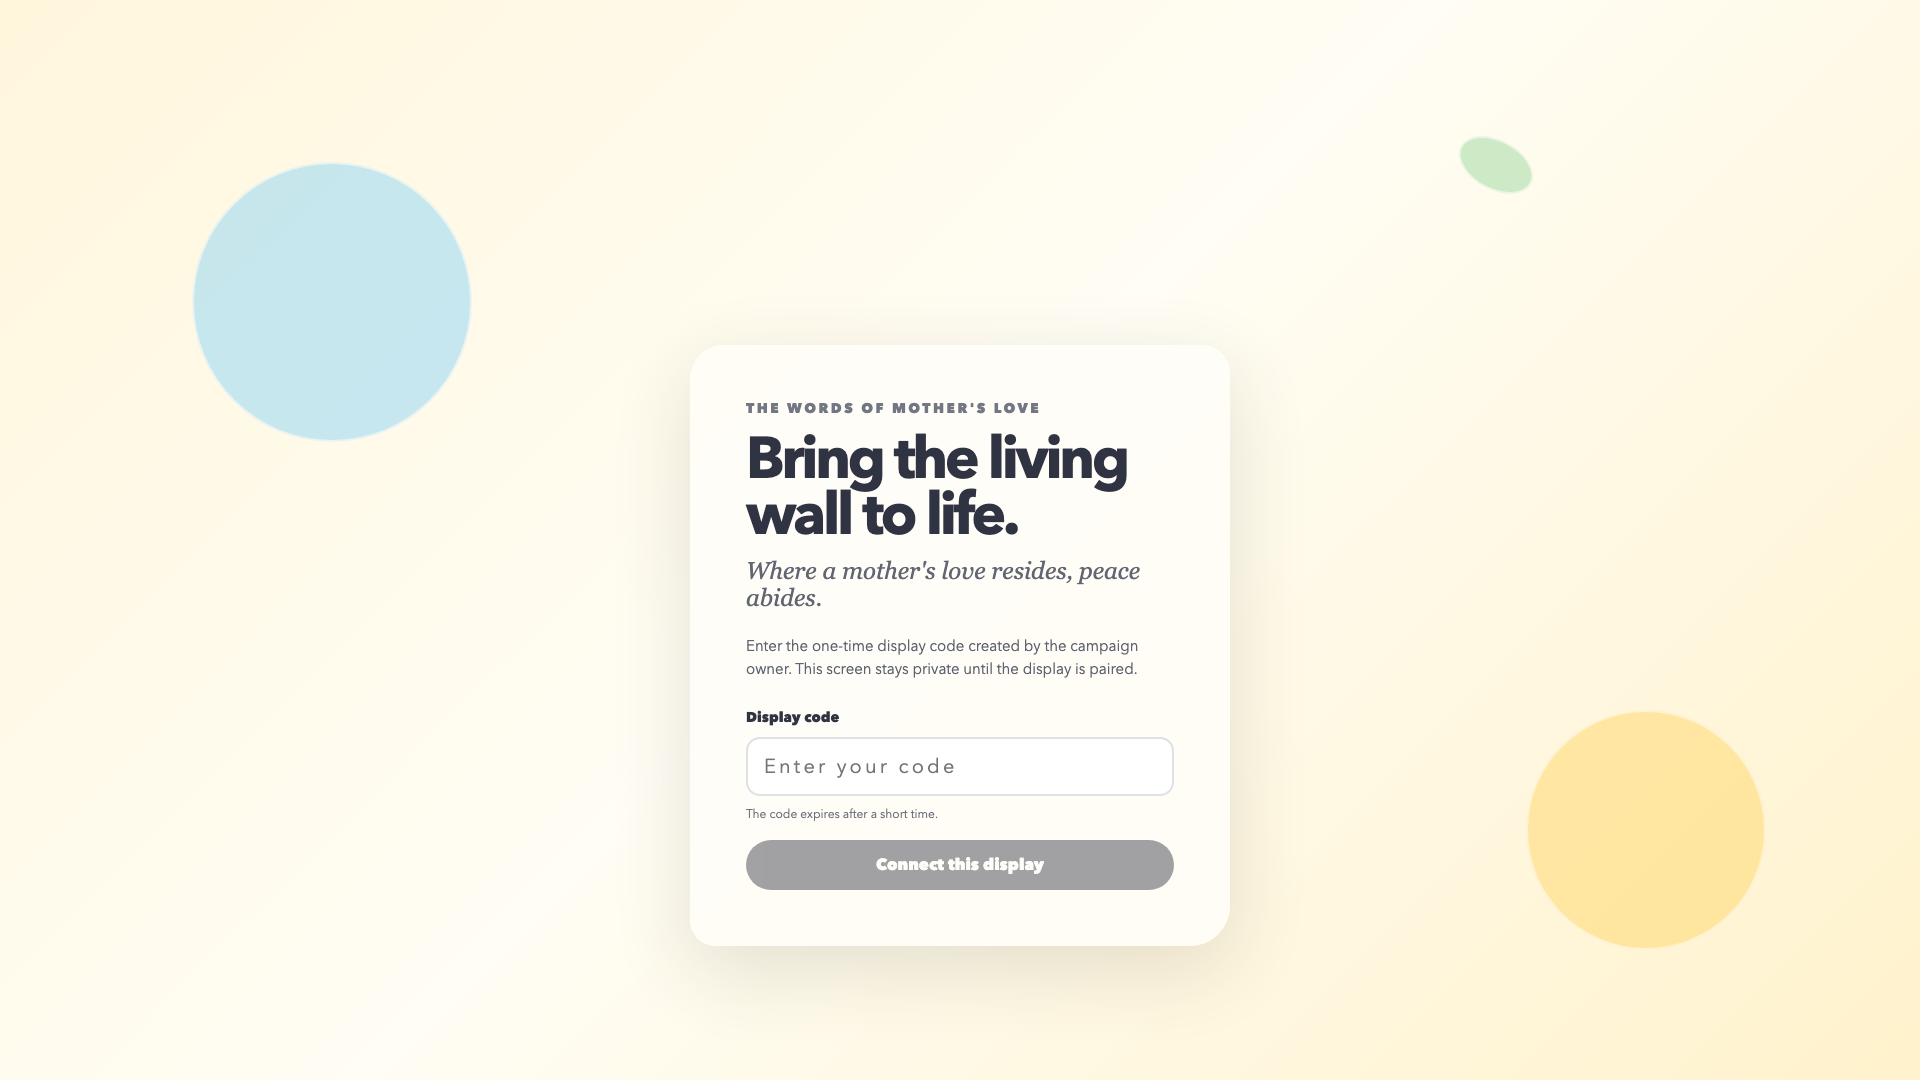 THE WORDS OF MOTHER'S LOVE
Bring the living
wall to life.
Where a mother's love resides, peace
abides.
Enter the one-time display code created by the campaign
owner. This screen stays private until the display is paired.
Display code
Enter your code
The code expires after a short time.
Connect this display